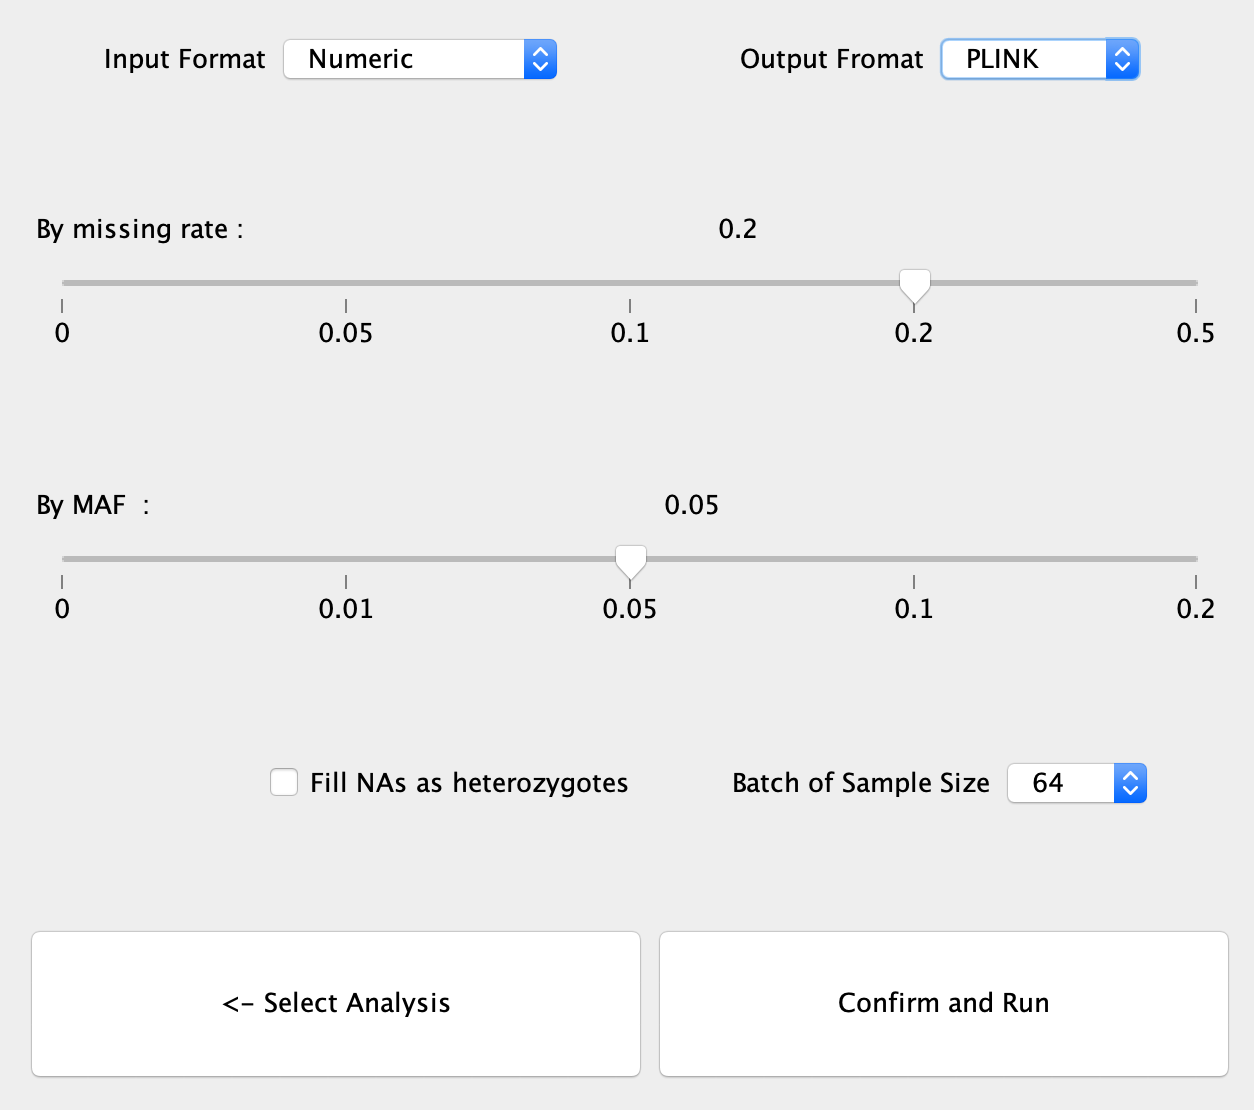 Input Format Numeric Output Fromat PLINK
By missing rate : 0.2
0 0.05 0.1 0.2 0.5
By MAF : 0.05
0 0.01 0.05 0.1 0.2
Fill NAs as heterozygotes Batch of Sample Size 64
<- Select Analysis Confirm and Run